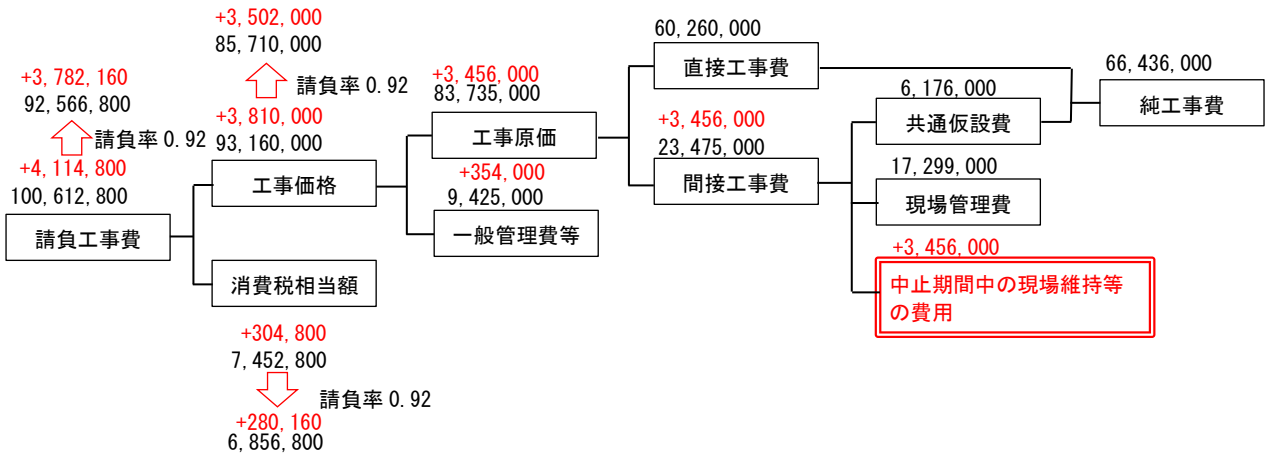 +3,502,000
85,710,000
請負率 0.92
+3,810,000
93,160,000
工事価格
+3,782,160
92,566,800
請負率 0.92
+4,114,800
100,612,800
請負工事費
消費税相当額
+304,800
7,452,800
請負率 0.92
+280,160
6,856,800
+3,456,000
83,735,000
工事原価
+354,000
9,425,000
一般管理費等
60,260,000
直接工事費
+3,456,000
23,475,000
間接工事費
6,176,000
共通仮設費
17,299,000
現場管理費
+3,456,000
中止期間中の現場維持等
の費用
66,436,000
純工事費